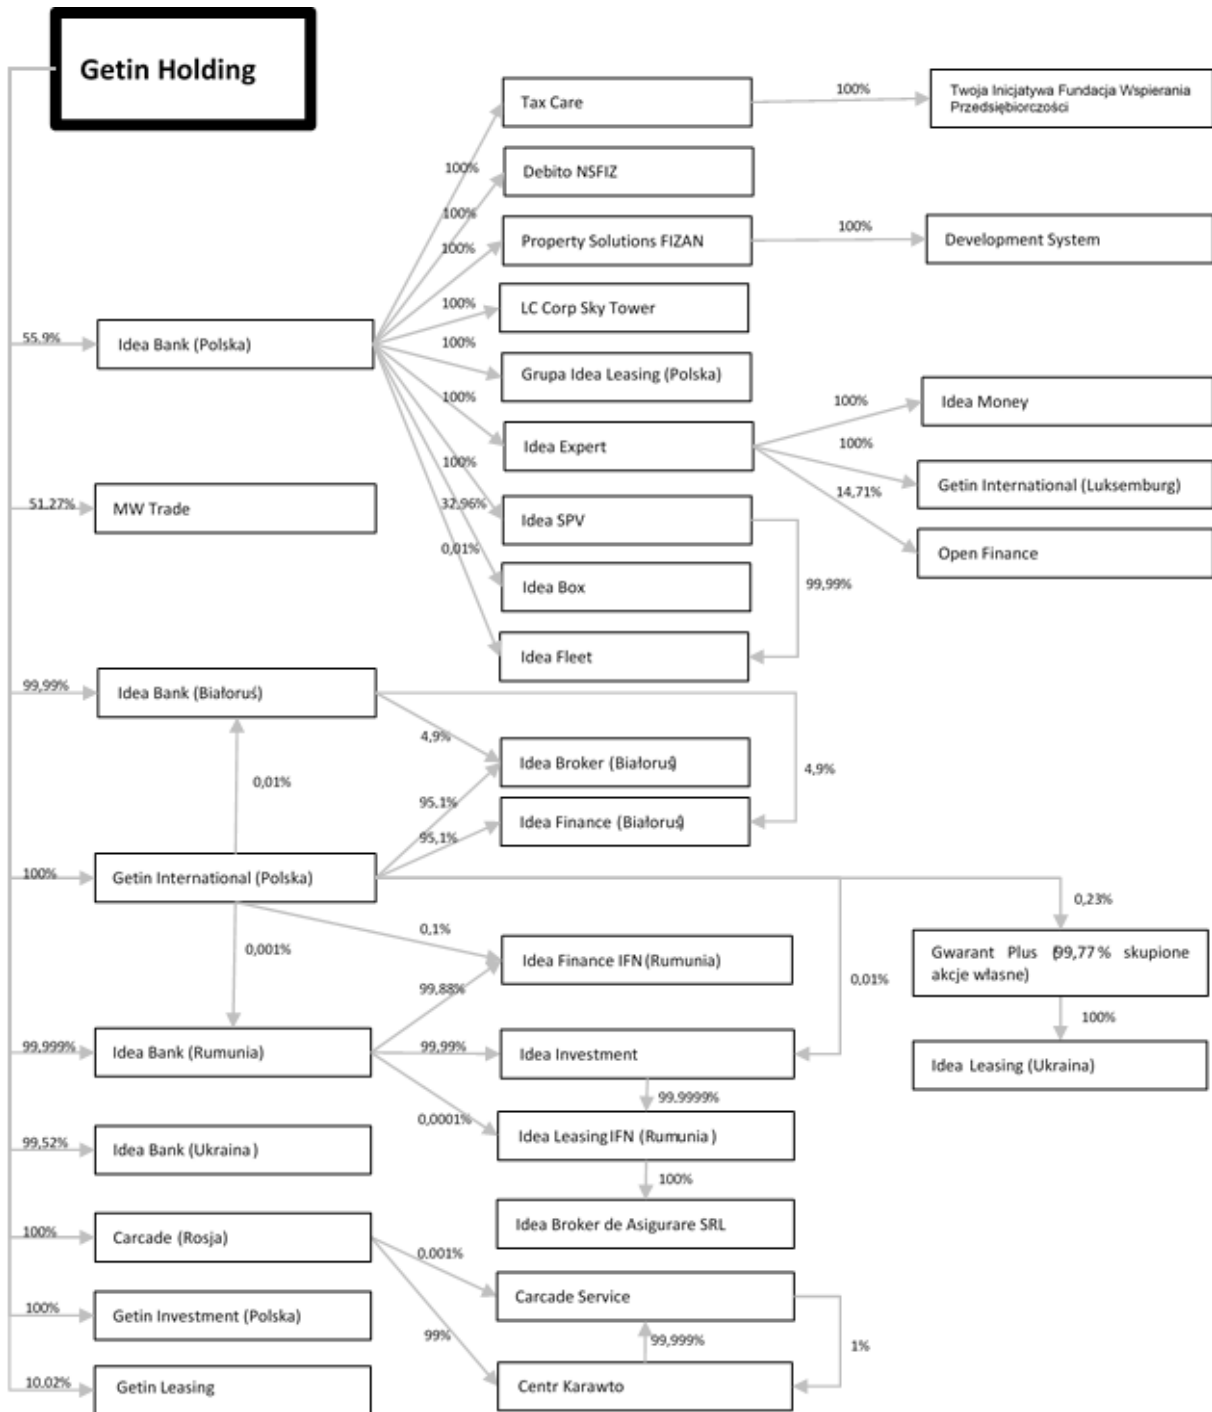 Getin Holding
Tax Care
100%
Twoja Inicjatywa Fundacja Wspierania
Przedsiębiorczości
100%
Debito NSFIZ
100%
Property Solutions FIZAN
100%
Development System
100%
LC Corp Sky Tower
100%
55.9%
Idea Bank (Polska)
100%
Grupa Idea Leasing (Polska)
100%
Idea Expert
100%
Idea Money
100%
Getin International (Luksemburg)
14,71%
Open Finance
100%
Idea SPV
32,96%
Idea Box
0,01%
Idea Fleet
99,99%
51,27%
MW Trade
99,99%
Idea Bank (Białoruś)
4,9%
Idea Broker (Białoruś)
4,9%
0,01%
95,1%
Idea Finance (Białoruś)
95,1%
100%
Getin International (Polska)
0,23%
0,1%
0,001%
Idea Finance IFN (Rumunia)
Gwarant Plus (99,77% skupione
akcje własne)
0,01%
99,88%
100%
99,999%
Idea Bank (Rumunia)
99,99%
Idea Investment
Idea Leasing (Ukraina)
99.9999%
0,0001%
Idea Leasing IFN (Rumunia)
99,52%
Idea Bank (Ukraina)
100%
Idea Broker de Asigurare SRL
100%
Carcade (Rosja)
0.001%
Carcade Service
100%
Getin Investment (Polska)
99%
99,999%
1%
10.02%
Getin Leasing
Centr Karawto